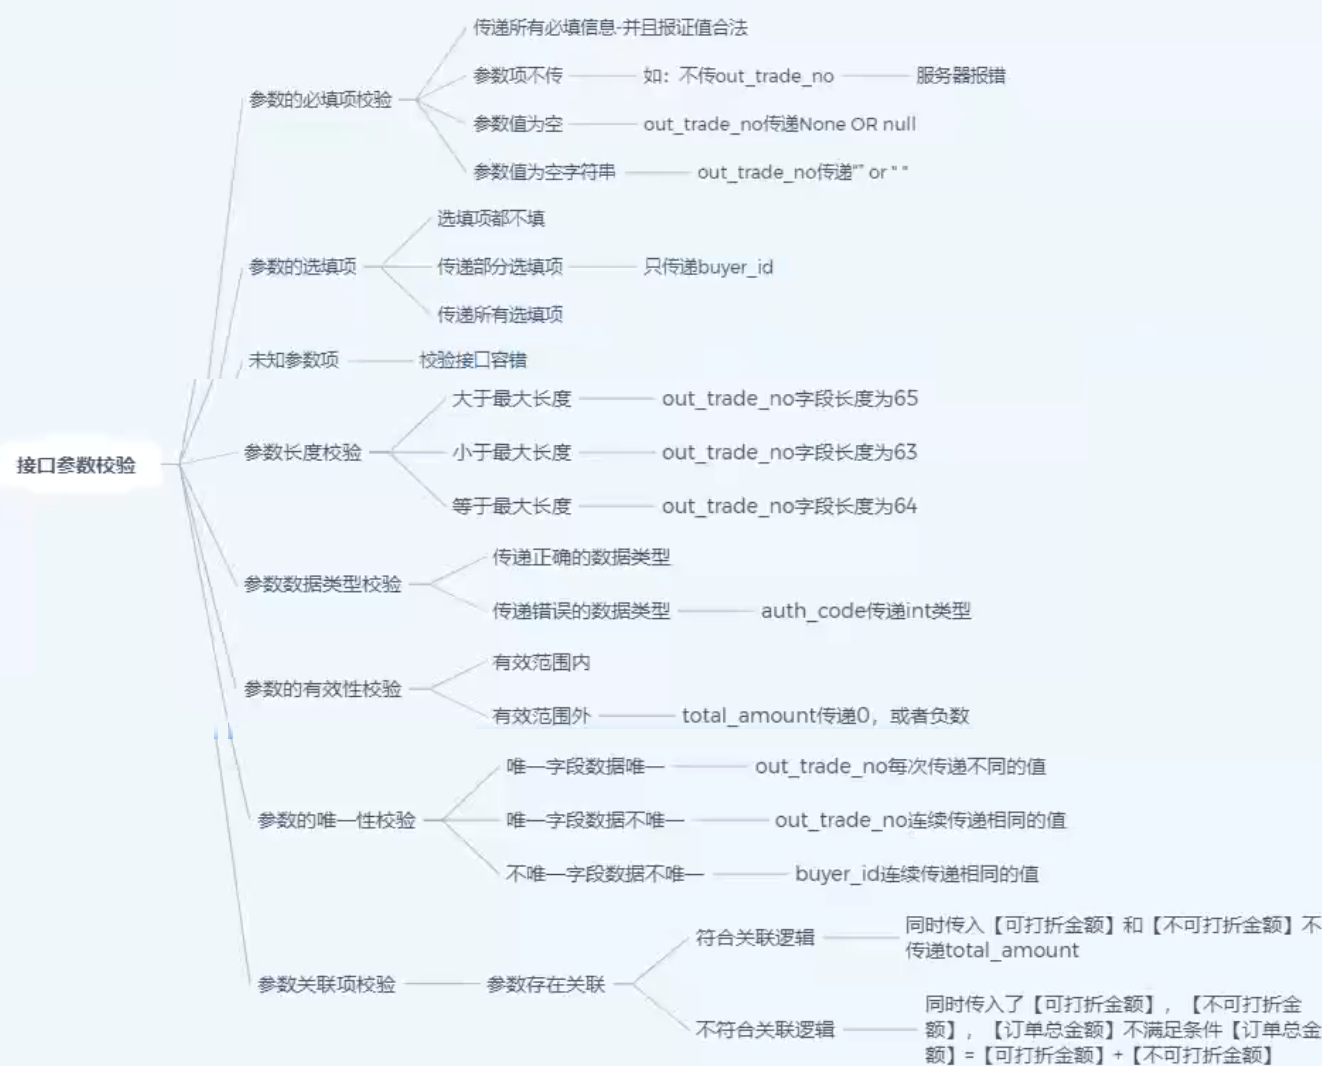 传递所有必填信息-并且报证值合法
参数项不传
如：不传out_trade_no
服务器报错
参数的必填项校验
参数值为空
out_trade_no传递None OR null
参数值为空字符串
out_trade_no传递"" or " "
选填项都不填
参数的选填项
传递部分选填项
只传递buyer_id
传递所有选填项
未知参数项
校验接口容错
大于最大长度
out_trade_no字段长度为65
参数长度校验
小于最大长度
out_trade_no字段长度为63
接口参数校验
等于最大长度
out_trade_no字段长度为64
传递正确的数据类型
参数数据类型校验
传递错误的数据类型
auth_code传递int类型
有效范围内
参数的有效性校验
有效范围外
total_amount传递0，或者负数
唯一字段数据唯一
out_trade_no每次传递不同的值
参数的唯一性校验
唯一字段数据不唯一
out_trade_no连续传递相同的值
不唯一字段数据不唯一
buyer_id连续传递相同的值
符合关联逻辑
同时传入【可打折金额】和【不可打折金额】不
传递total_amount
参数关联项校验
参数存在关联
不符合关联逻辑
同时传入了【可打折金额】，【不可打折金
额】，【订单总金额】不满足条件【订单总金
额】=【可打折金额】+【不可打折金额】